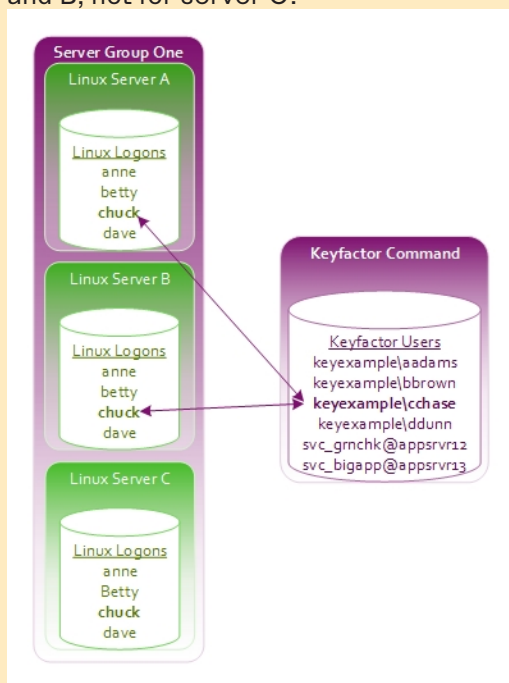 and B, not for server C.
Server Group One
Linux Server A
Linux Logons
anne
betty
chuck
dave
Linux Server B
Linux Logons
anne
betty
chuck
dave
Linux Server C
Linux Logons
anne
Betty
chuck
dave
Keyfactor Command
Keyfactor Users
keyexample\aadams
keyexample\bbrown
keyexample\cchase
keyexample\ddunn
svc_grnchk@appsrvr12
svc_bigapp@appsrvr13